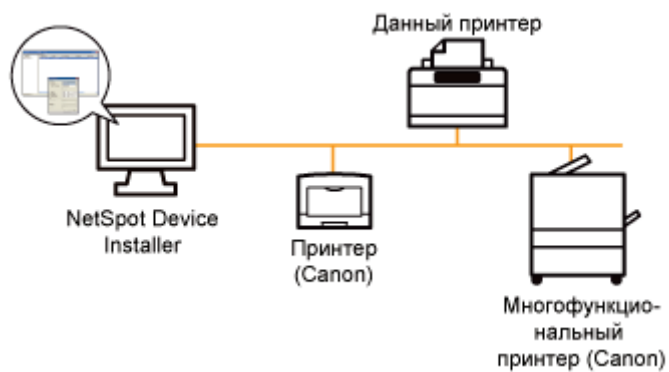 Данный принтер
NetSpot Device
Installer
Принтер
(Canon)
Многофункцио-
нальный
принтер (Canon)